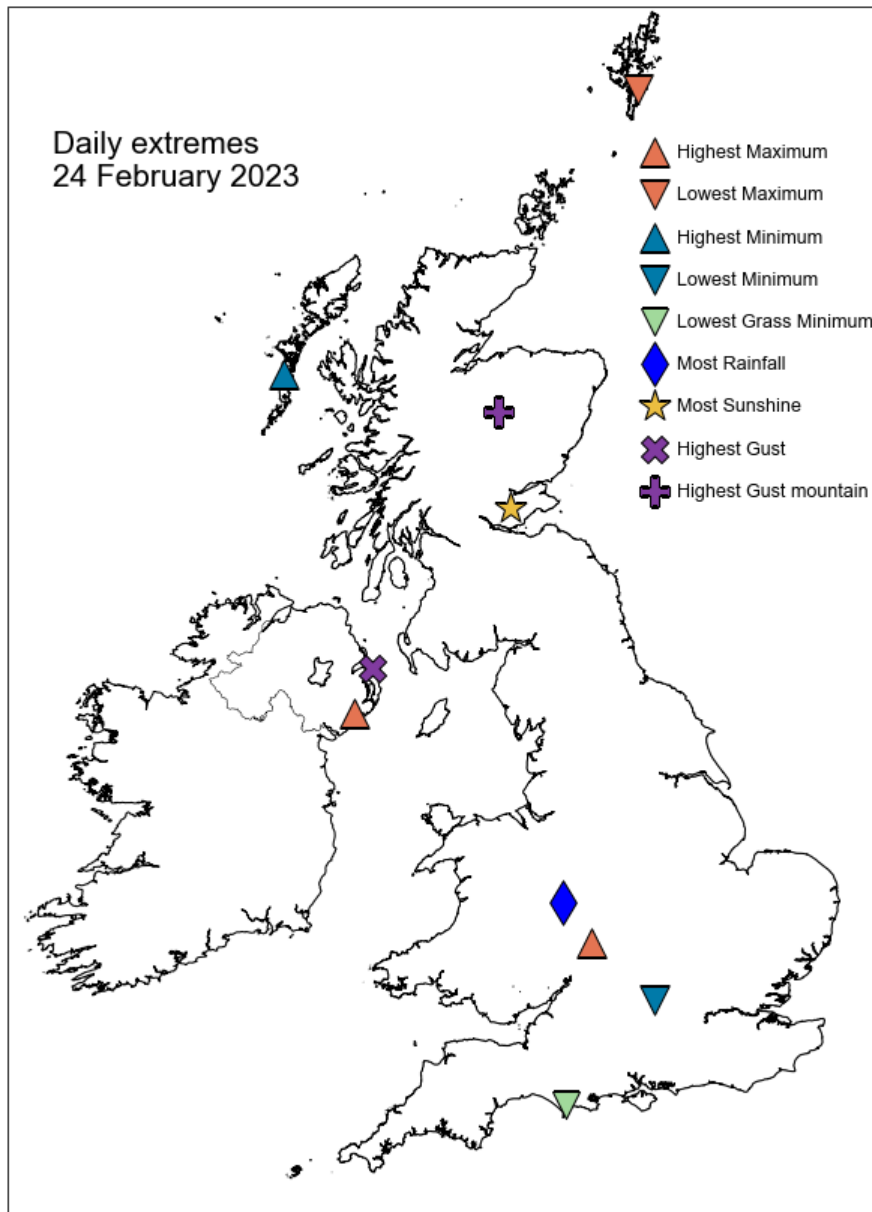 Daily extremes
24 February 2023
Highest Maximum
Lowest Maximum
Highest Minimum
Lowest Minimum
Lowest Grass Minimum
Most Rainfall
Most Sunshine
Highest Gust
Highest Gust mountain